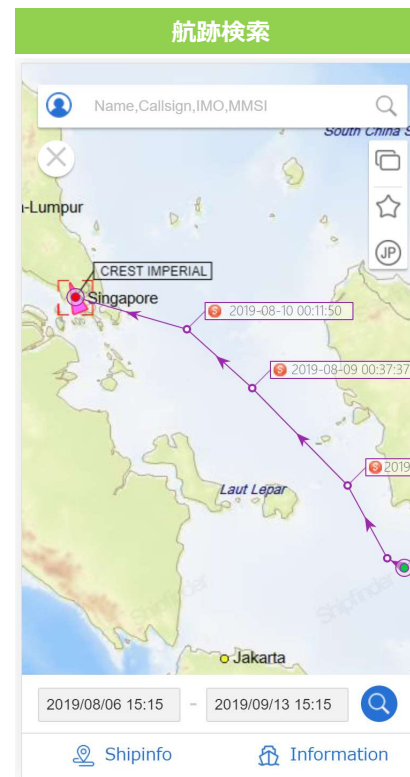 航跡検索
Name,Callsign,IMO,MMSI
South China S
-Lumpur
JP
CREST IMPERIAL
Singapore
S 2019-08-10 00:11:50
S 2019-08-09 00:37:37
S 2019
Laut Lepar
Shipfinder
Shipfinder
Jakarta
2019/08/06 15:15 - 2019/09/13 15:15
Shipinfo Information